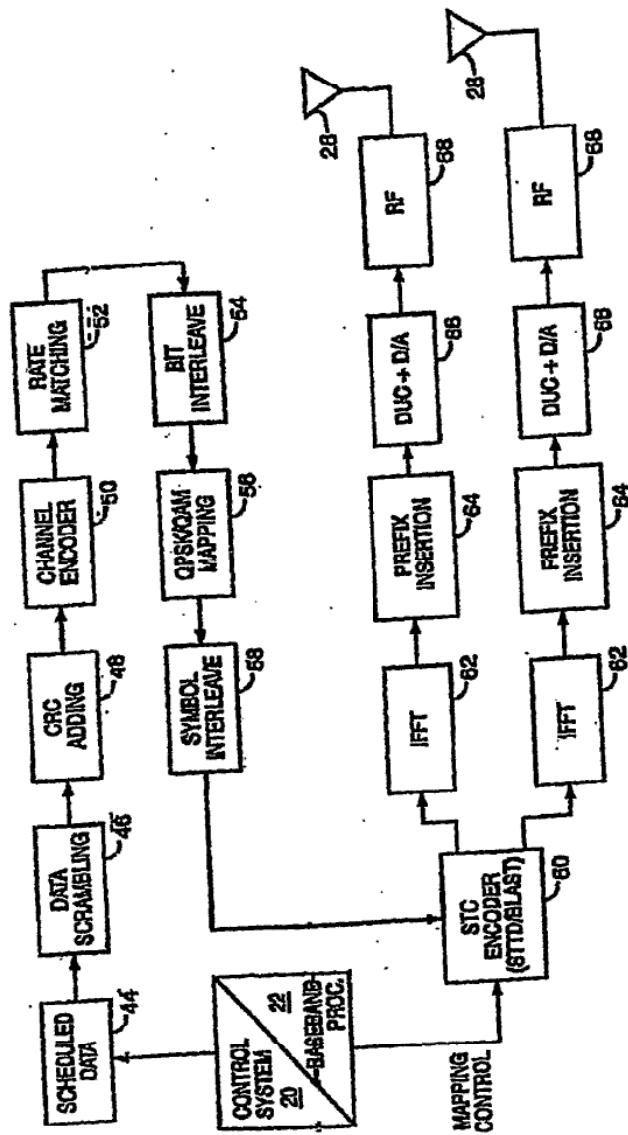 SCHEDULED
DATA
44
DATA
SCRAMBLING
46
CRC
ADDING
48
CHANNEL
ENCODER
50
RATE
MATCHING
52
BIT
INTERLEAVE
54
QPSK/QAM
MAPPING
56
SYMBOL
INTERLEAVE
58
CONTROL
SYSTEM
20
22
BASEBAND
PROC.
MAPPING
CONTROL
STC
ENCODER
(STTD/BLAST)
60
IFFT
62
PREFIX
INSERTION
64
DUC + D/A
66
RF
68
28
IFFT
62
PREFIX
INSERTION
64
DUC + D/A
66
RF
68
28